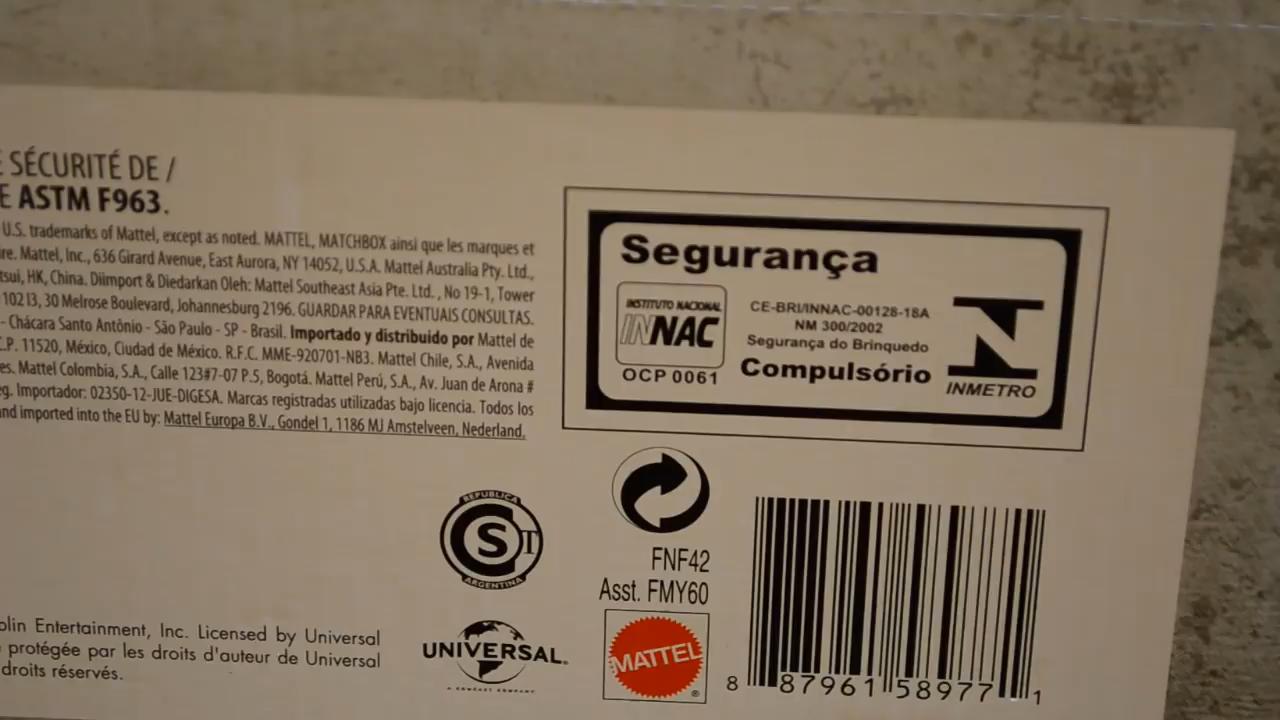 SÉCURITÉ DE /
E ASTM F963.
U.S. trademarks of Mattel, except as noted. MATTEL, MATCHBOX ainsi que les marques et
re. Mattel, Inc., 636 Girard Avenue, East Aurora, NY 14052, U.S.A. Mattel Australia Pty. Ltd.,
tsui, HK, China. Diimport & Diedarkan Oleh: Mattel Southeast Asia Pte. Ltd., No 19-1, Tower
10213, 30 Melrose Boulevard, Johannesburg 2196. GUARDAR PARA EVENTUAIS CONSULTAS.
- Chácara Santo Antônio - São Paulo - SP - Brasil. Importado y distribuido por Mattel de
C.P. 11520, México, Ciudad de México. R.F.C. MME-920701-NB3. Mattel Chile, S.A., Avenida
es. Mattel Colombia, S.A., Calle 123#7-07 P.5, Bogotá. Mattel Perú, S.A., Av. Juan de Arona #
eg. Importador: 02350-12-JUE-DIGESA. Marcas registradas utilizadas bajo licencia. Todos los
nd imported into the EU by: Mattel Europa B.V., Gondel 1, 1186 MJ Amstelveen, Nederland.
Segurança
INSTITUTO NACIONAL
INNAC
OCP 0061
CE-BRI/INNAC-00128-18A
NM 300/2002
Segurança do Brinquedo
Compulsório
INMETRO
REPUBLICA
CST
ARGENTINA
FNF42
Asst. FMY60
olin Entertainment, Inc. Licensed by Universal
protégée par les droits d'auteur de Universal
droits réservés.
UNIVERSAL
A COMCAST COMPANY
MATTEL
8 87961 58977 1